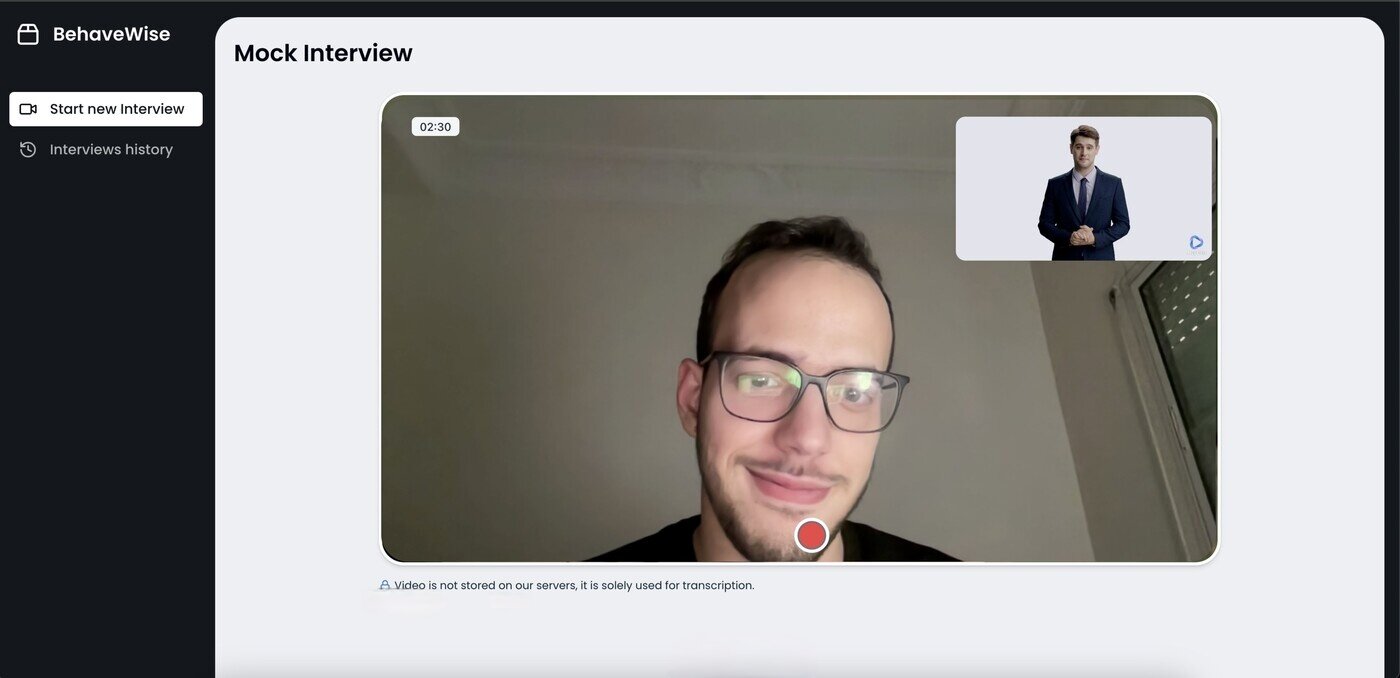 BehaveWise
Start new Interview
Interviews history
Mock Interview
02:30
Video is not stored on our servers, it is solely used for transcription.